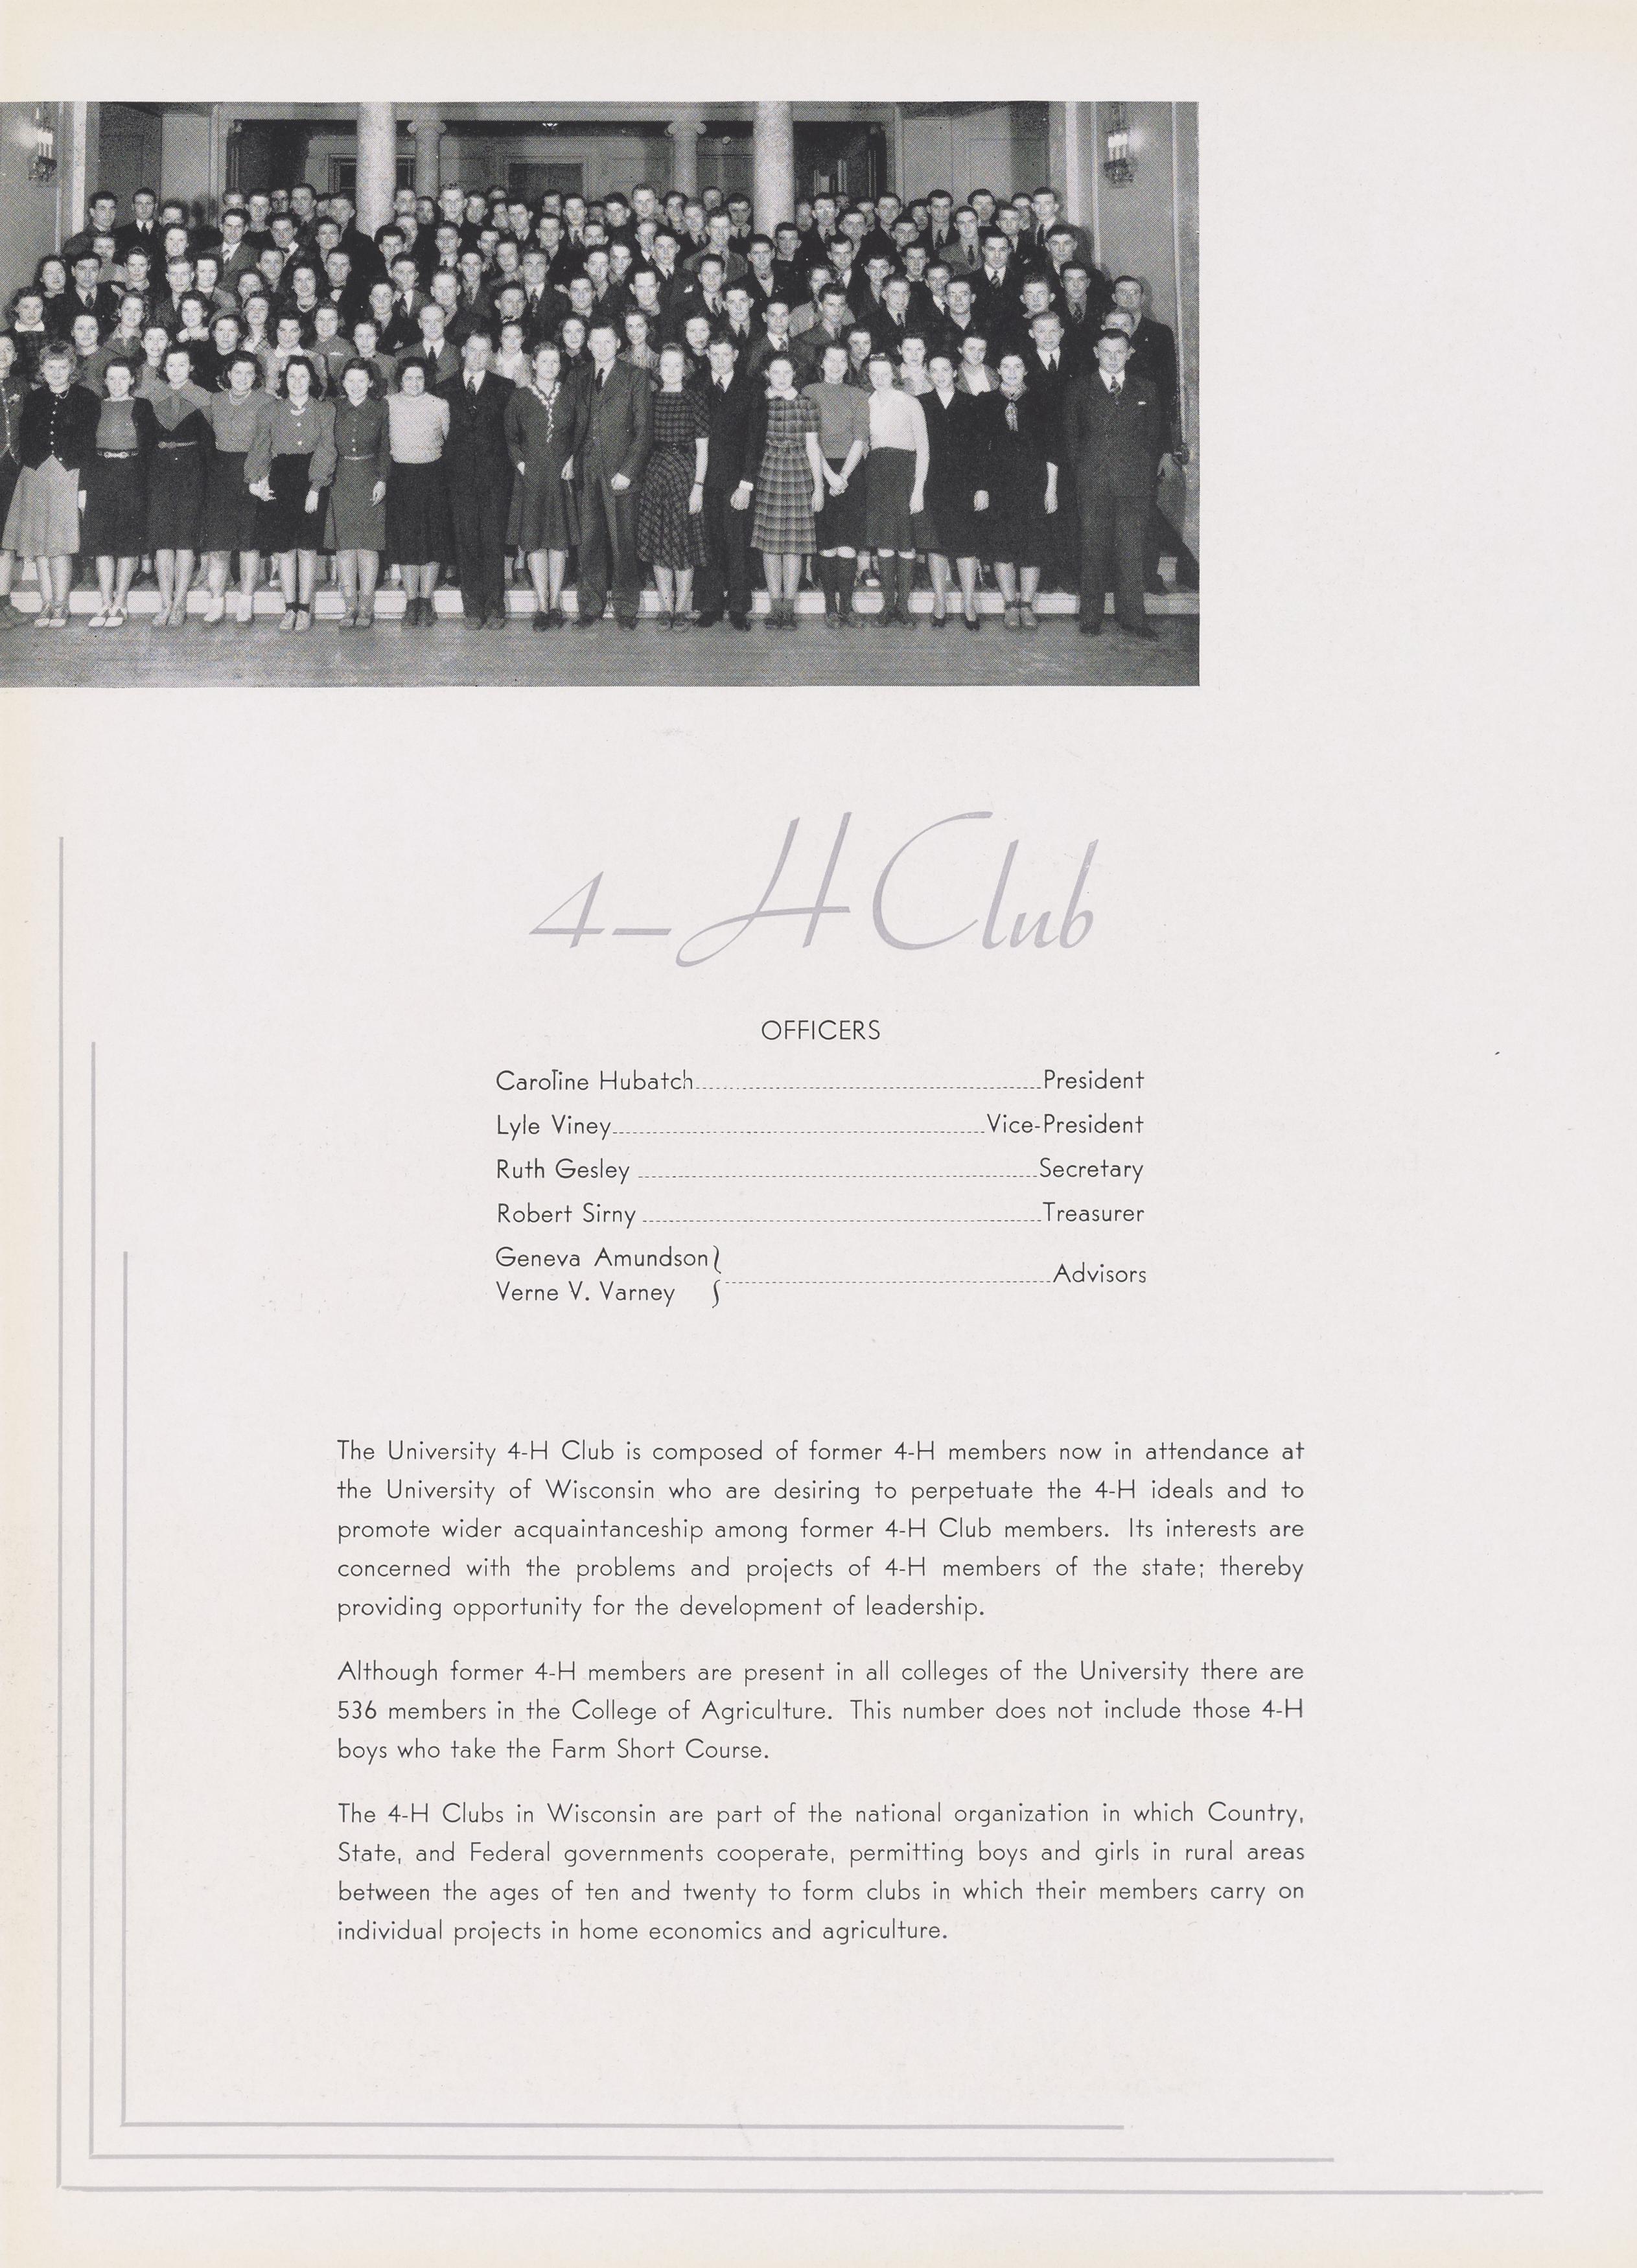 4-H Club
OFFICERS
Caroline Hubatch President
Lyle Viney Vice-President
Ruth Gesley Secretary
Robert Sirny Treasurer
Geneva Amundson
Verne V. Varney Advisors
The University 4-H Club is composed of former 4-H members now in attendance at
the University of Wisconsin who are desiring to perpetuate the 4-H ideals and to
promote wider acquaintanceship among former 4-H Club members. Its interests are
concerned with the problems and projects of 4-H members of the state; thereby
providing opportunity for the development of leadership.
Although former 4-H members are present in all colleges of the University there are
536 members in the College of Agriculture. This number does not include those 4-H
boys who take the Farm Short Course.
The 4-H Clubs in Wisconsin are part of the national organization in which Country,
State, and Federal governments cooperate, permitting boys and girls in rural areas
between the ages of ten and twenty to form clubs in which their members carry on
individual projects in home economics and agriculture.